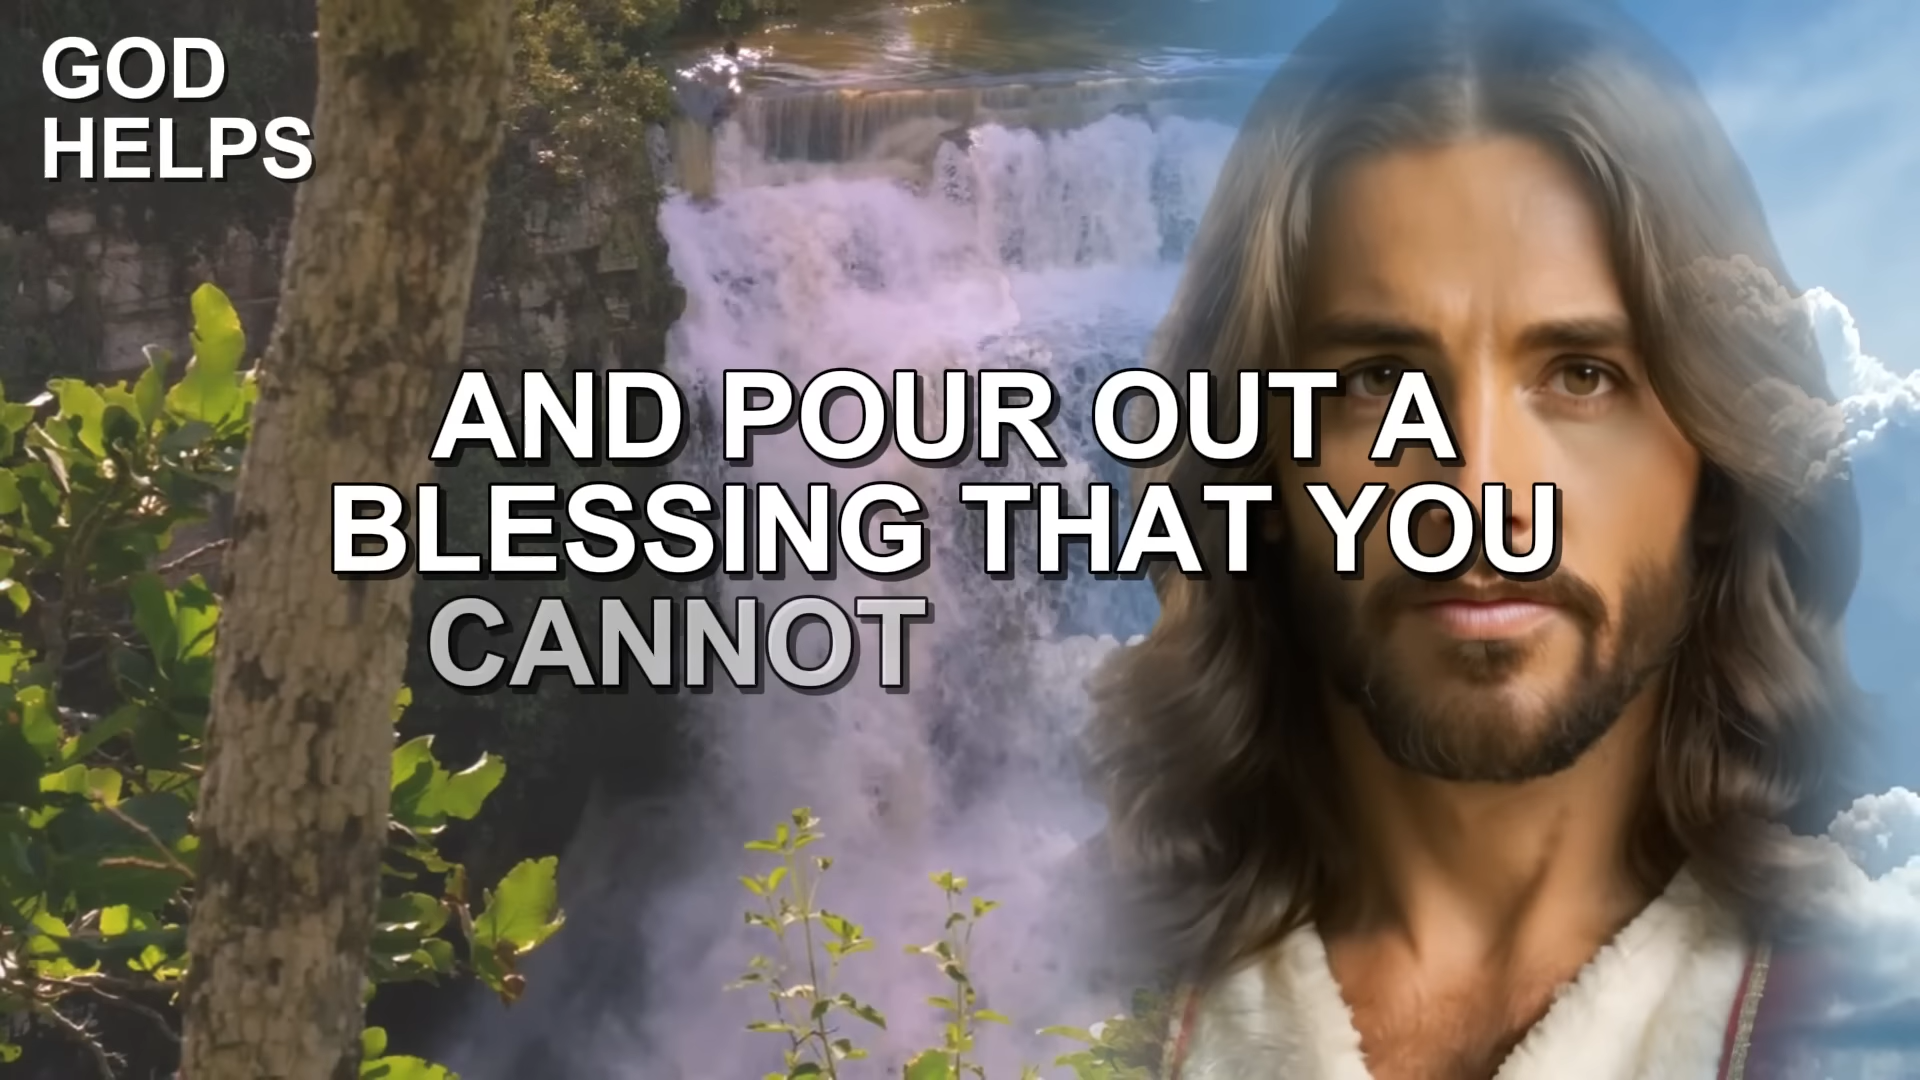 GOD
HELPS
AND POUR OUT A
BLESSING THAT YOU
CANNOT